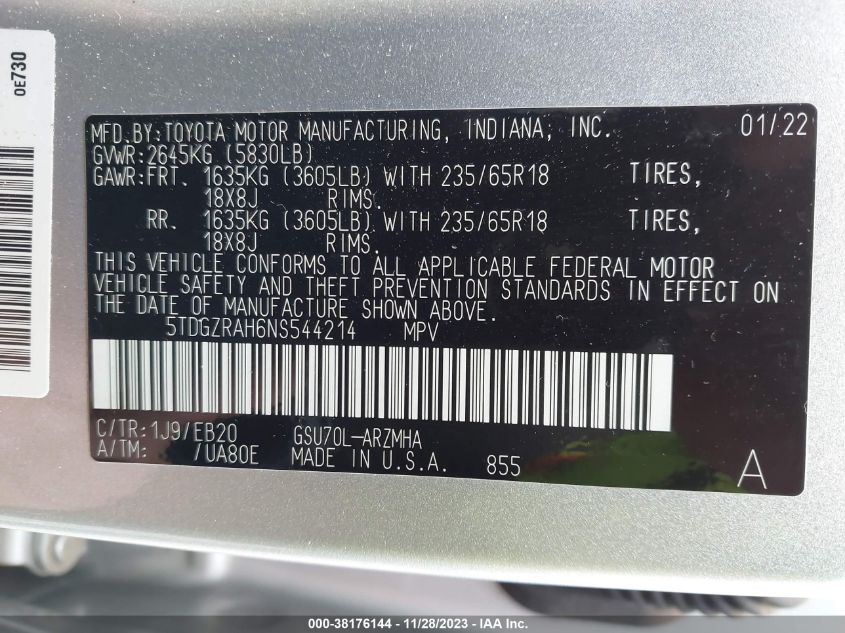 0E730
MFD.BY:TOYOTA MOTOR MANUFACTURING, INDIANA, INC. 01/22
GVWR:2645KG (5830LB)
GAWR:FRT. 1635KG (3605LB) WITH 235/65R18 TIRES,
18X8J RIMS.
RR. 1635KG (3605LB) WITH 235/65R18 TIRES,
18X8J RIMS.
THIS VEHICLE CONFORMS TO ALL APPLICABLE FEDERAL MOTOR
VEHICLE SAFETY AND THEFT PREVENTION STANDARDS IN EFFECT ON
THE DATE OF MANUFACTURE SHOWN ABOVE.
5TDGZRAH6NS544214 MPV
C/TR:1J9/EB20 GSU70L-ARZMHA
A/TM: /UA80E MADE IN U.S.A. 855 A
000-38176144 - 11/28/2023 - IAA Inc.